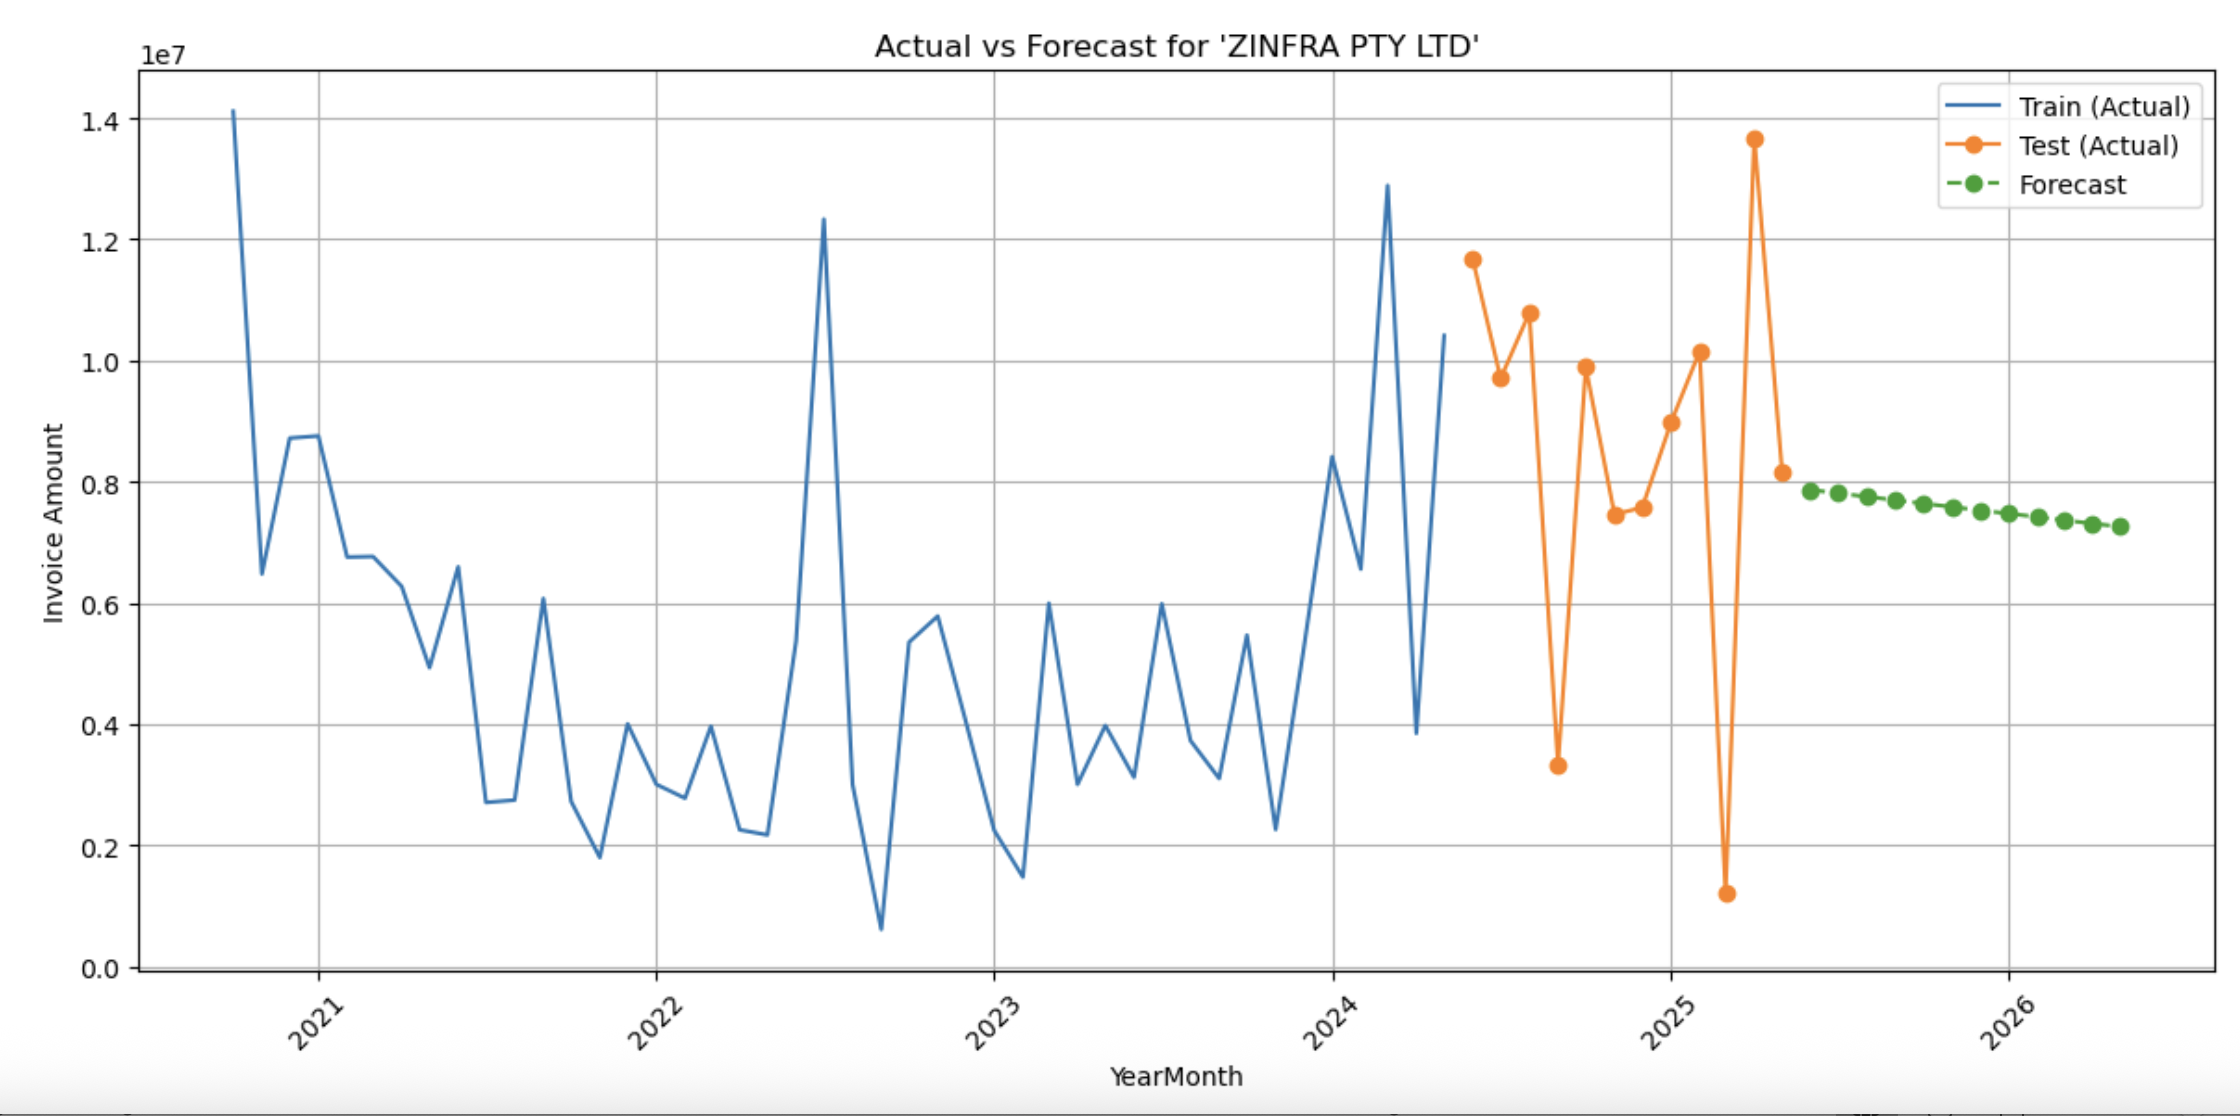 Actual vs Forecast for 'ZINFRA PTY LTD'
1e7
Train (Actual)
Test (Actual)
Forecast
1.4
1.2
1.0
0.8
0.6
0.4
0.2
0.0
Invoice Amount
2021
2022
2023
2024
2025
2026
YearMonth